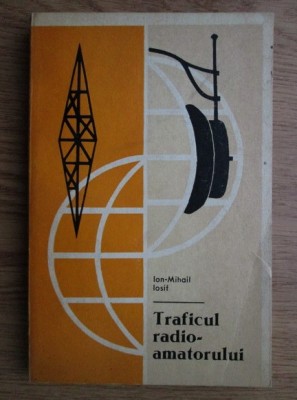 Ion-Mihail
Iosif
Traficul
radio-
amatorului